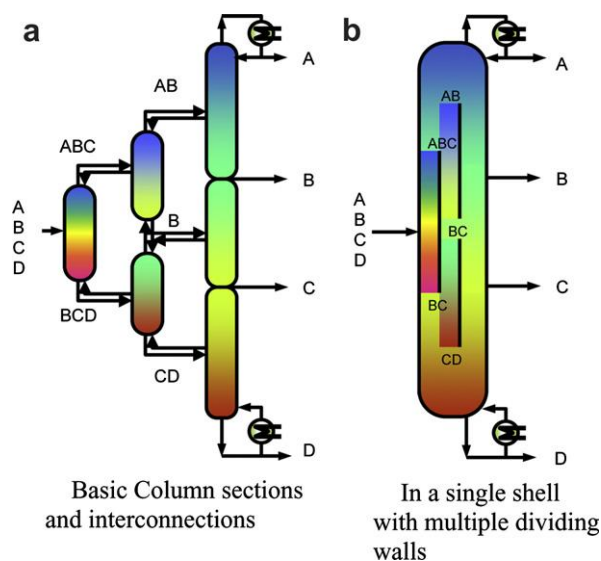 a
AB
A
ABC
A
B
C
D
B
B
BCD
C
CD
D
Basic Column sections
and interconnections
b
A
AB
ABC
B
A
B
C
D
BC
C
BC
CD
D
In a single shell
with multiple dividing
walls